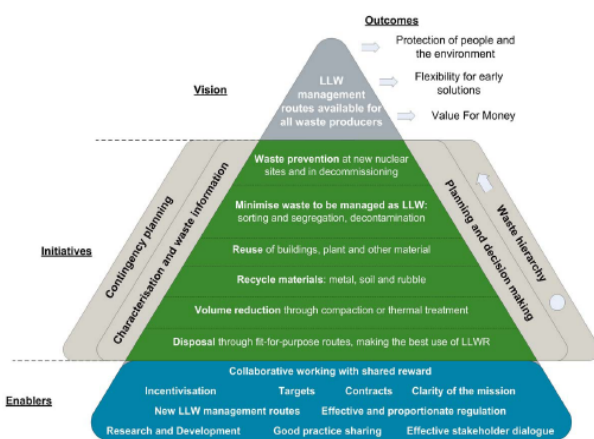 Outcomes
Protection of people and
the environment
Flexibility for early
solutions
Value For Money
Vision
LLW
management
routes available for
all waste producers
Initiatives
Contingency planning
Characterisation and waste information
Waste prevention at new nuclear
sites and in decommissioning
Minimise waste to be managed as LLW:
sorting and segregation, decontamination
Reuse of buildings, plant and other material
Recycle materials: metal, soil and rubble
Volume reduction through compaction or thermal treatment
Disposal through fit-for-purpose routes, making the best use of LLWR
Planning and decision making
Waste hierarchy
Enablers
Collaborative working with shared reward
Incentivisation Targets Contracts Clarity of the mission
New LLW management routes Effective and proportionate regulation
Research and Development Good practice sharing Effective stakeholder dialogue